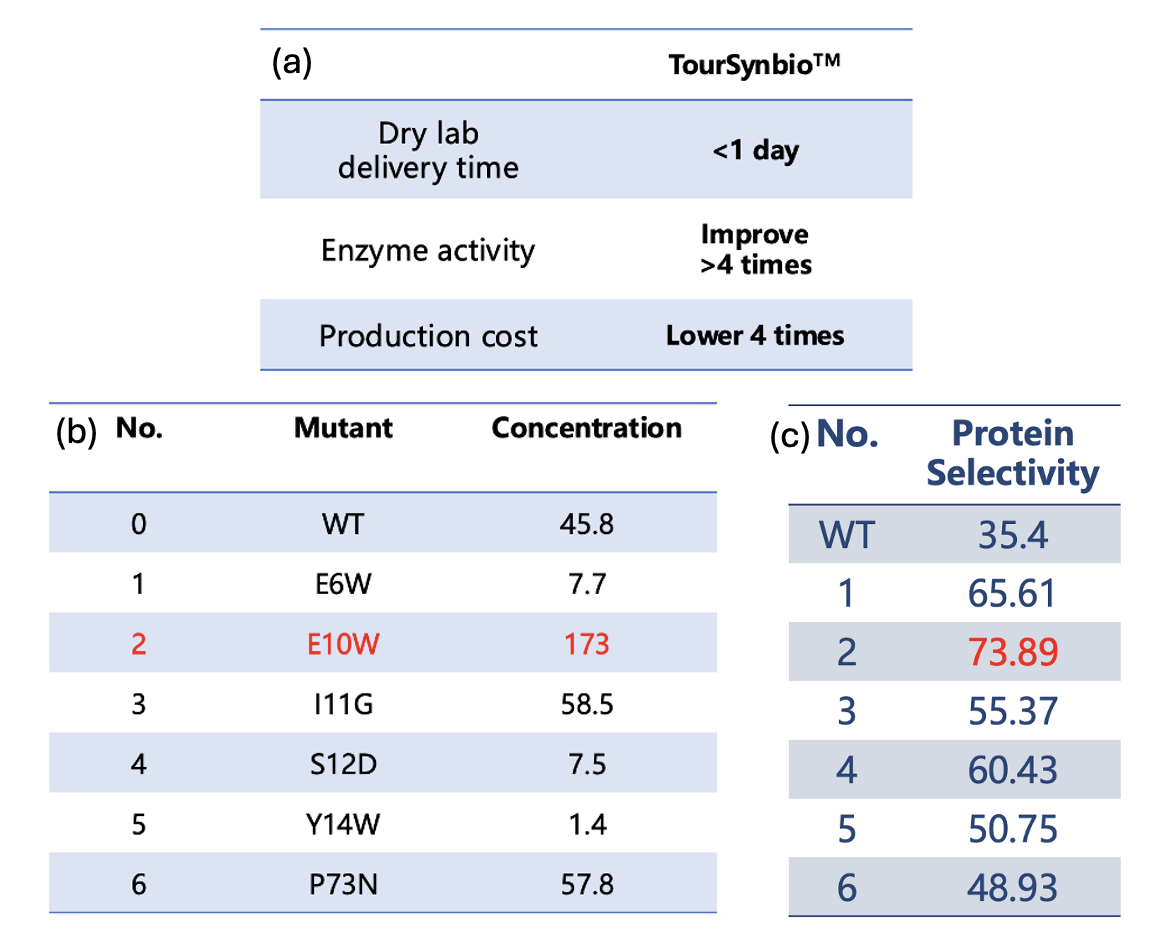 (a) TourSynbio™
Dry lab
delivery time
<1 day
Enzyme activity
Improve
>4 times
Production cost Lower 4 times
(b) No. Mutant Concentration
0 WT 45.8
1 E6W 7.7
2 E10W 173
3 I11G 58.5
4 S12D 7.5
5 Y14W 1.4
6 P73N 57.8
(c) No. Protein
Selectivity
WT 35.4
1 65.61
2 73.89
3 55.37
4 60.43
5 50.75
6 48.93